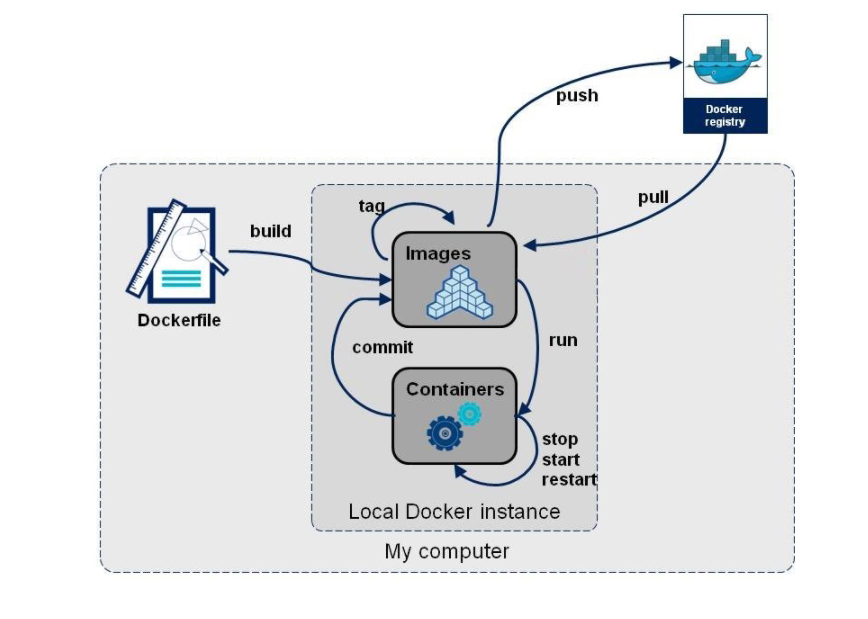 push
Docker
registry
pull
tag
build
Images
Dockerfile
commit
run
Containers
stop
start
restart
Local Docker instance
My computer